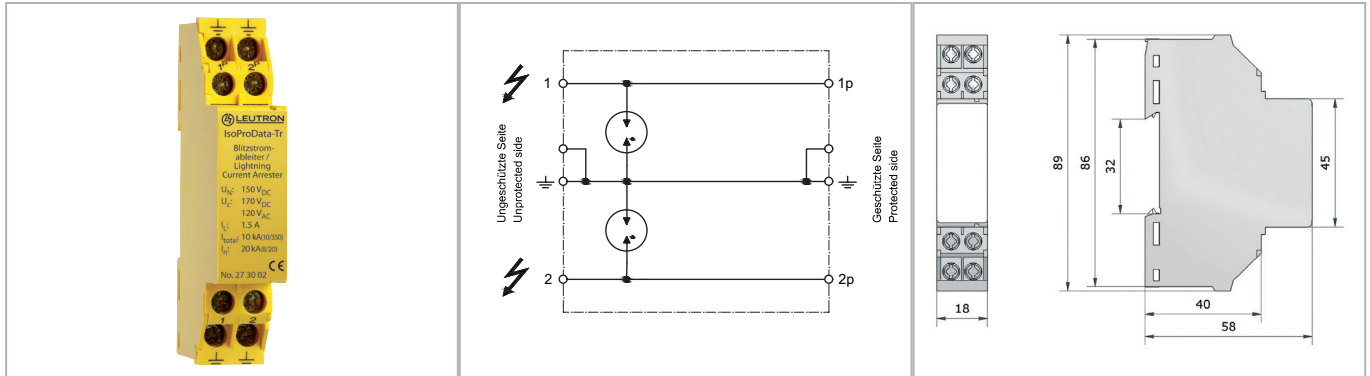 1p 2p
LEUTRON
IsoProData-Tr
Blitzstrom-
ableiter /
Lightning
Current Arrester
UN: 150 VDC
Uc: 170 VDC
120 VAC
IL: 1.5 A
Itotal: 10 kA(10/350)
In: 20 kA(8/20)
CE
No. 27 30 02
1 2
1
1p
Ungeschützte Seite
Unprotected side
Geschützte Seite
Protected side
2
2p
18
89
86
32
45
40
58